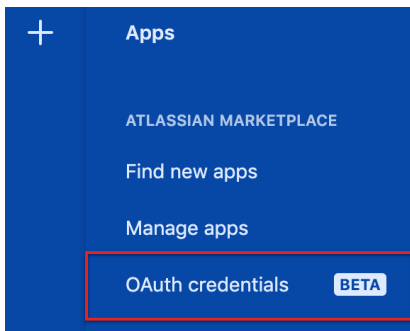 Apps
ATLASSIAN MARKETPLACE
Find new apps
Manage apps
OAuth credentials BETA